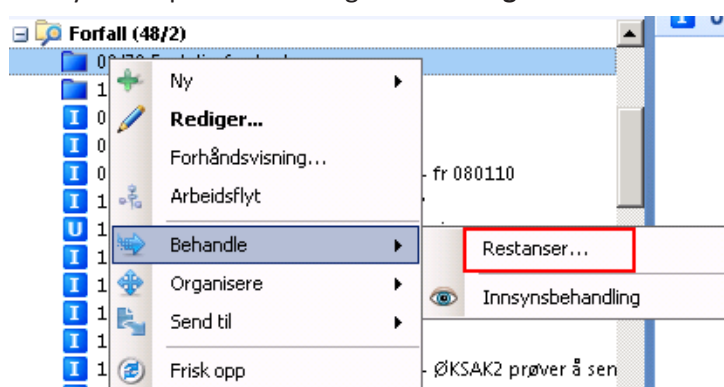 Forfall (48/2)
Ny
Rediger...
Forhåndsvisning...
- fr 080110
Arbeidsflyt
Behandle
Restanser...
Organisere
Innsynsbehandling
Send til
Frisk opp
- ØKSAK2 prøver å sen